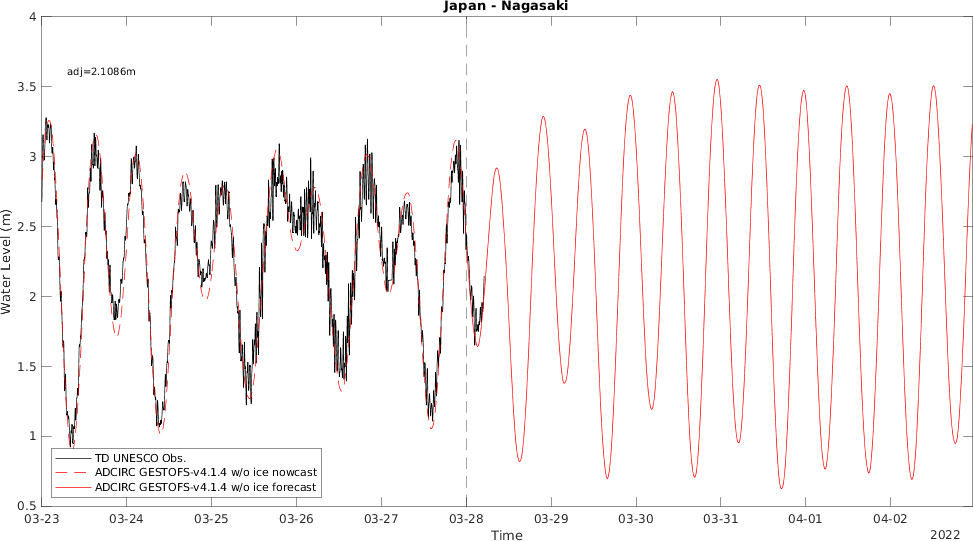 Japan - Nagasaki
4
3.5
3
2.5
2
1.5
1
0.5
Water Level (m)
adj=2.1086m
TD UNESCO Obs.
ADCIRC GESTOFS-v4.1.4 w/o ice nowcast
ADCIRC GESTOFS-v4.1.4 w/o ice forecast
03-23 03-24 03-25 03-26 03-27 03-28 03-29 03-30 03-31 04-01 04-02
Time
2022